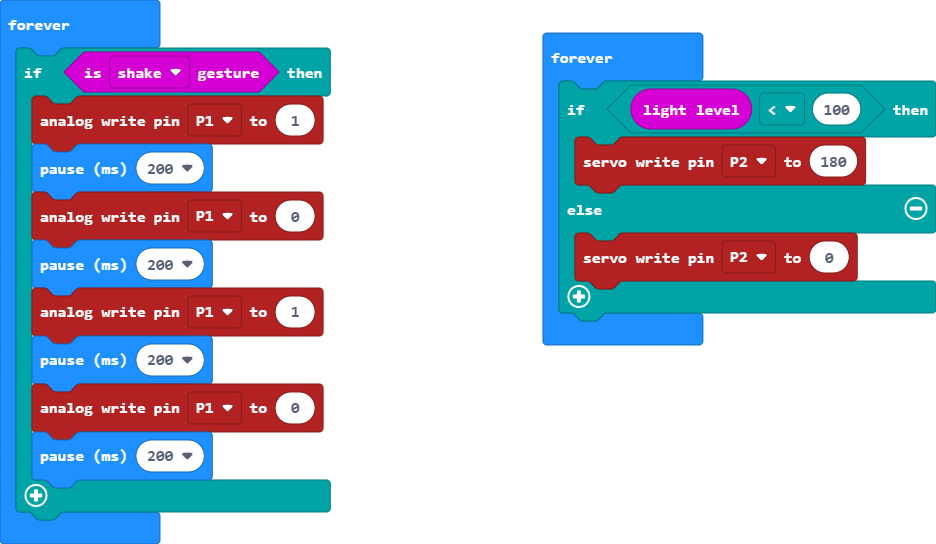 forever
if is shake gesture then
analog write pin P1 to 1
pause (ms) 200
analog write pin P1 to 0
pause (ms) 200
analog write pin P1 to 1
pause (ms) 200
analog write pin P1 to 0
pause (ms) 200
forever
if light level < 100 then
servo write pin P2 to 180
else
servo write pin P2 to 0